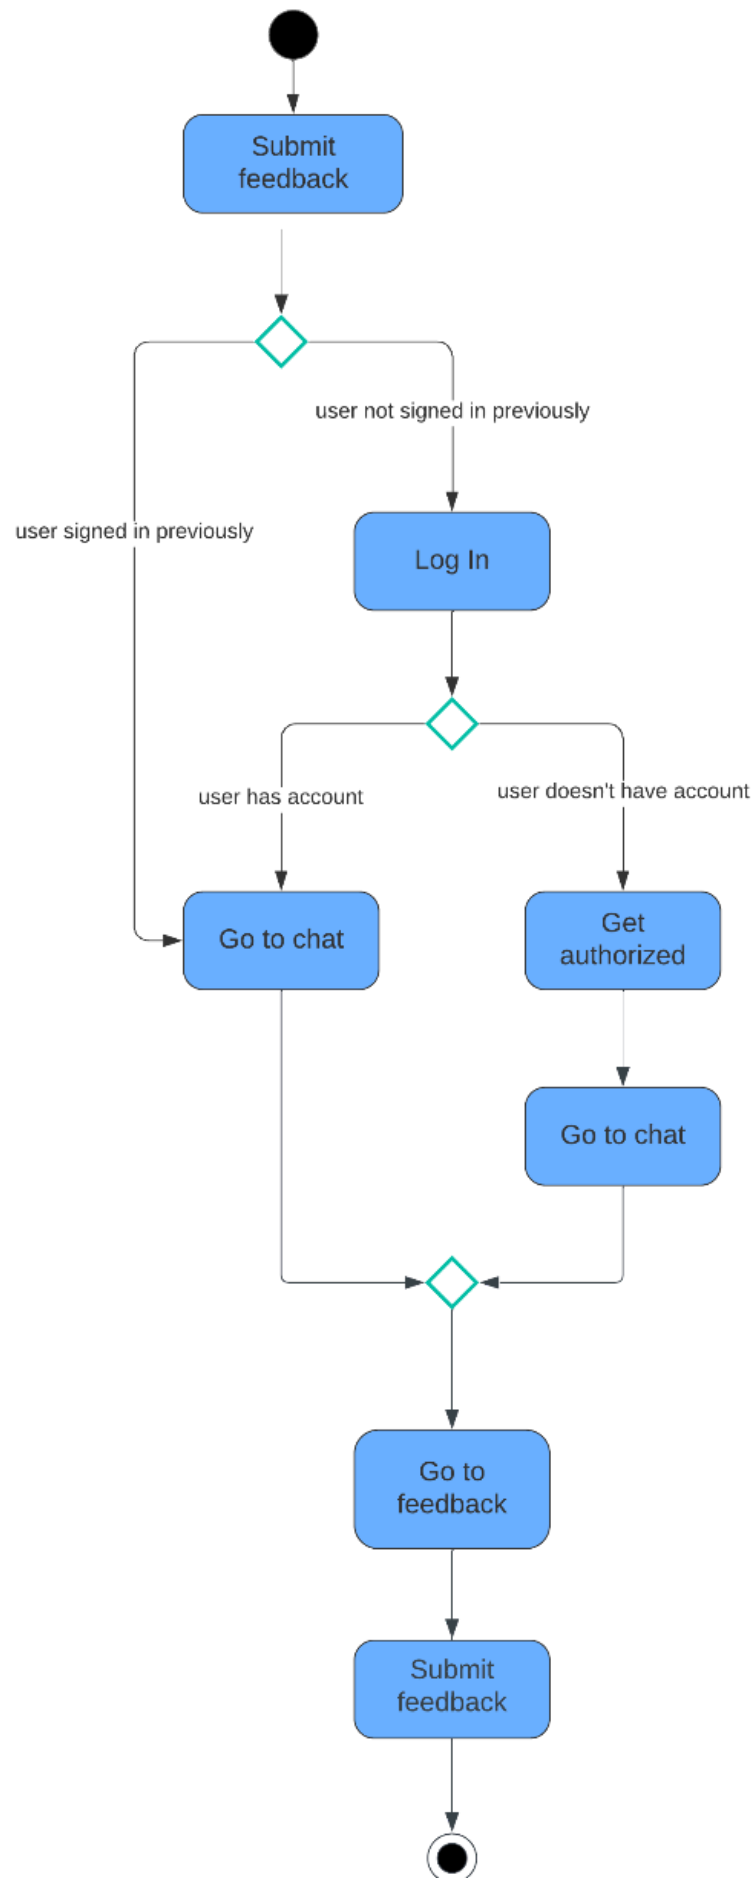 Submit
feedback
user not signed in previously
user signed in previously
Log In
user has account
user doesn't have account
Go to chat
Get
authorized
Go to chat
Go to
feedback
Submit
feedback